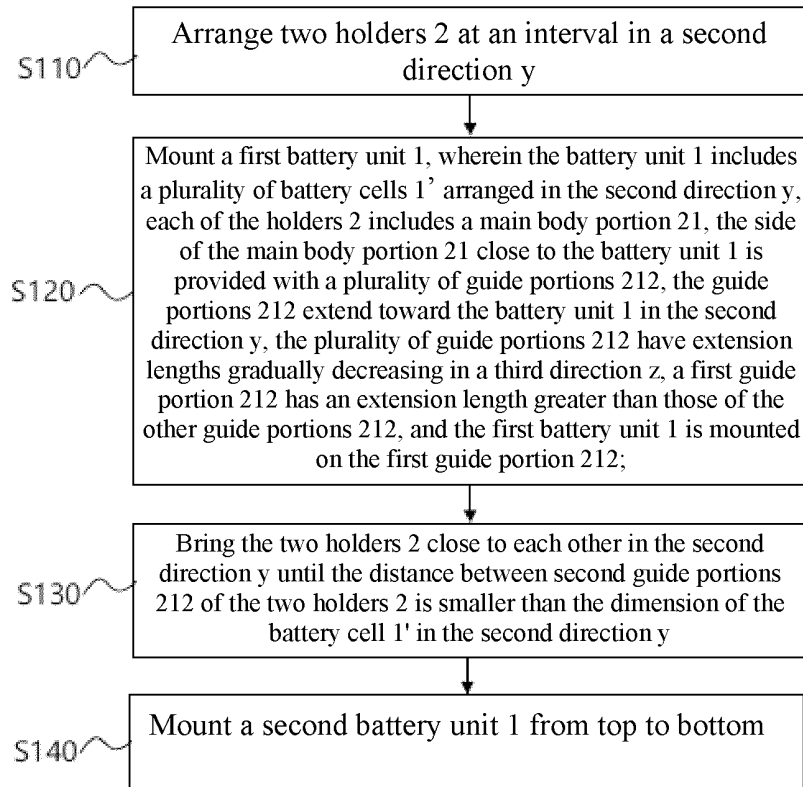 Arrange two holders 2 at an interval in a second
direction y
S110
Mount a first battery unit 1, wherein the battery unit 1 includes
a plurality of battery cells 1’ arranged in the second direction y,
each of the holders 2 includes a main body portion 21, the side
of the main body portion 21 close to the battery unit 1 is
provided with a plurality of guide portions 212, the guide
portions 212 extend toward the battery unit 1 in the second
direction y, the plurality of guide portions 212 have extension
lengths gradually decreasing in a third direction z, a first guide
portion 212 has an extension length greater than those of the
other guide portions 212, and the first battery unit 1 is mounted
on the first guide portion 212;
S120
Bring the two holders 2 close to each other in the second
direction y until the distance between second guide portions
212 of the two holders 2 is smaller than the dimension of the
battery cell 1' in the second direction y
S130
Mount a second battery unit 1 from top to bottom
S140